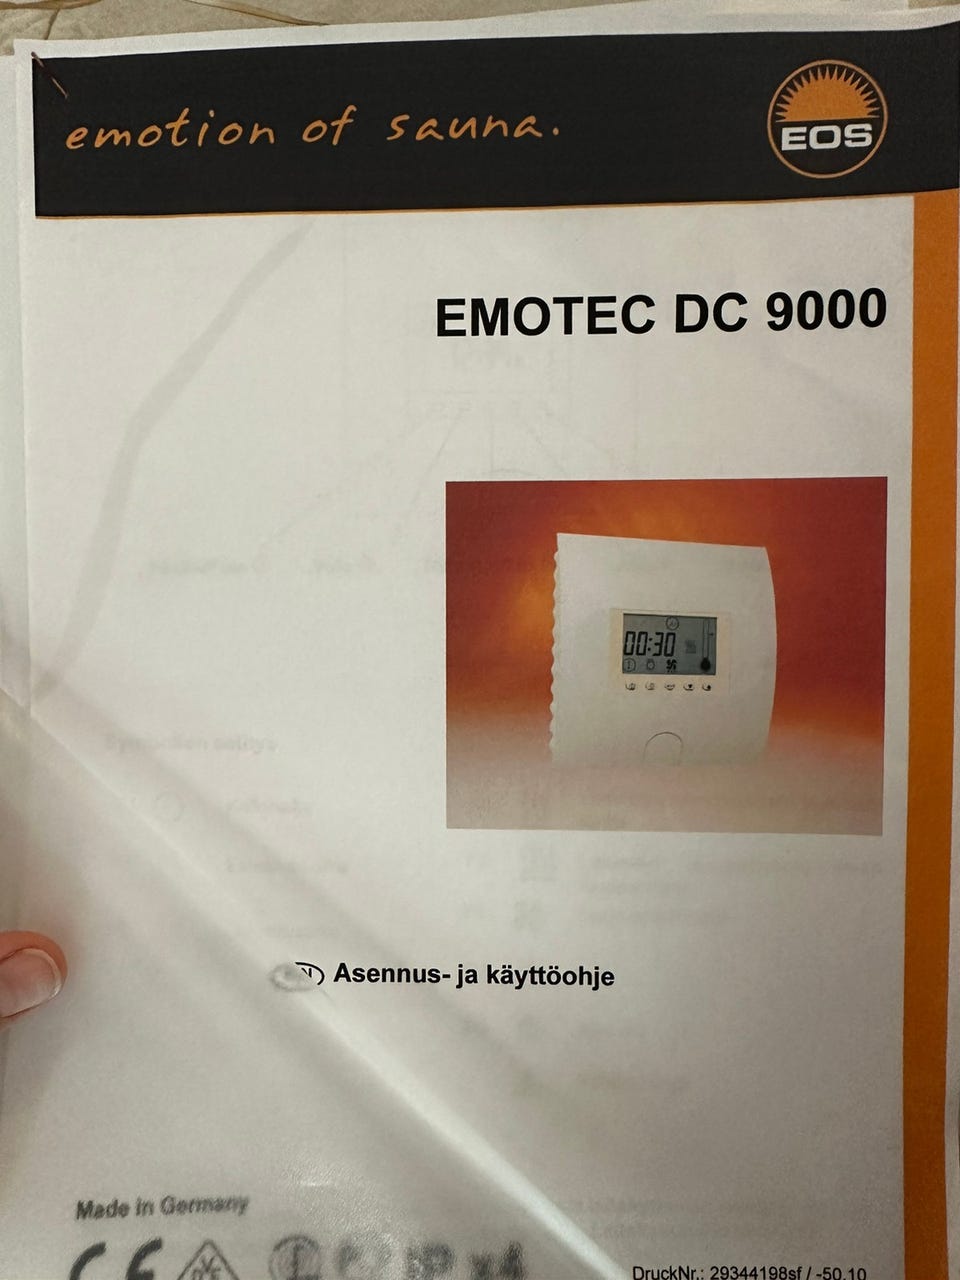 emotion of sauna.
EOS
EMOTEC DC 9000
00:30
Asennus- ja käyttöohje
Made in Germany
CE
DruckNr.: 29344198sf / -50.10